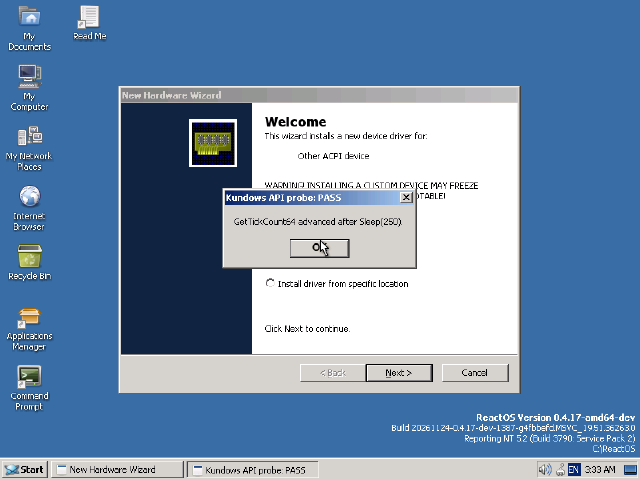 My
Documents
Read Me
My
Computer
My Network
Places
Internet
Browser
Recycle Bin
Applications
Manager
Command
Prompt
New Hardware Wizard
Welcome
This wizard installs a new device driver for:
Other ACPI device
WARNING! INSTALLING A CUSTOM DEVICE MAY FREEZE
TABLE!
Kundows API probe: PASS
GetTickCount64 advanced after Sleep(250).
Install driver from specific location
Click Next to continue.
< Back
Next >
Cancel
ReactOS Version 0.4.17-amd64-dev
Build 20261124-0.4.17-dev-1387-g4fbbefd.MSVC_19.51.36263.0
Reporting NT 5.2 (Build 3790: Service Pack 2)
C:\ReactOS
Start
New Hardware Wizard
Kundows API probe: PASS
EN
3:33 AM